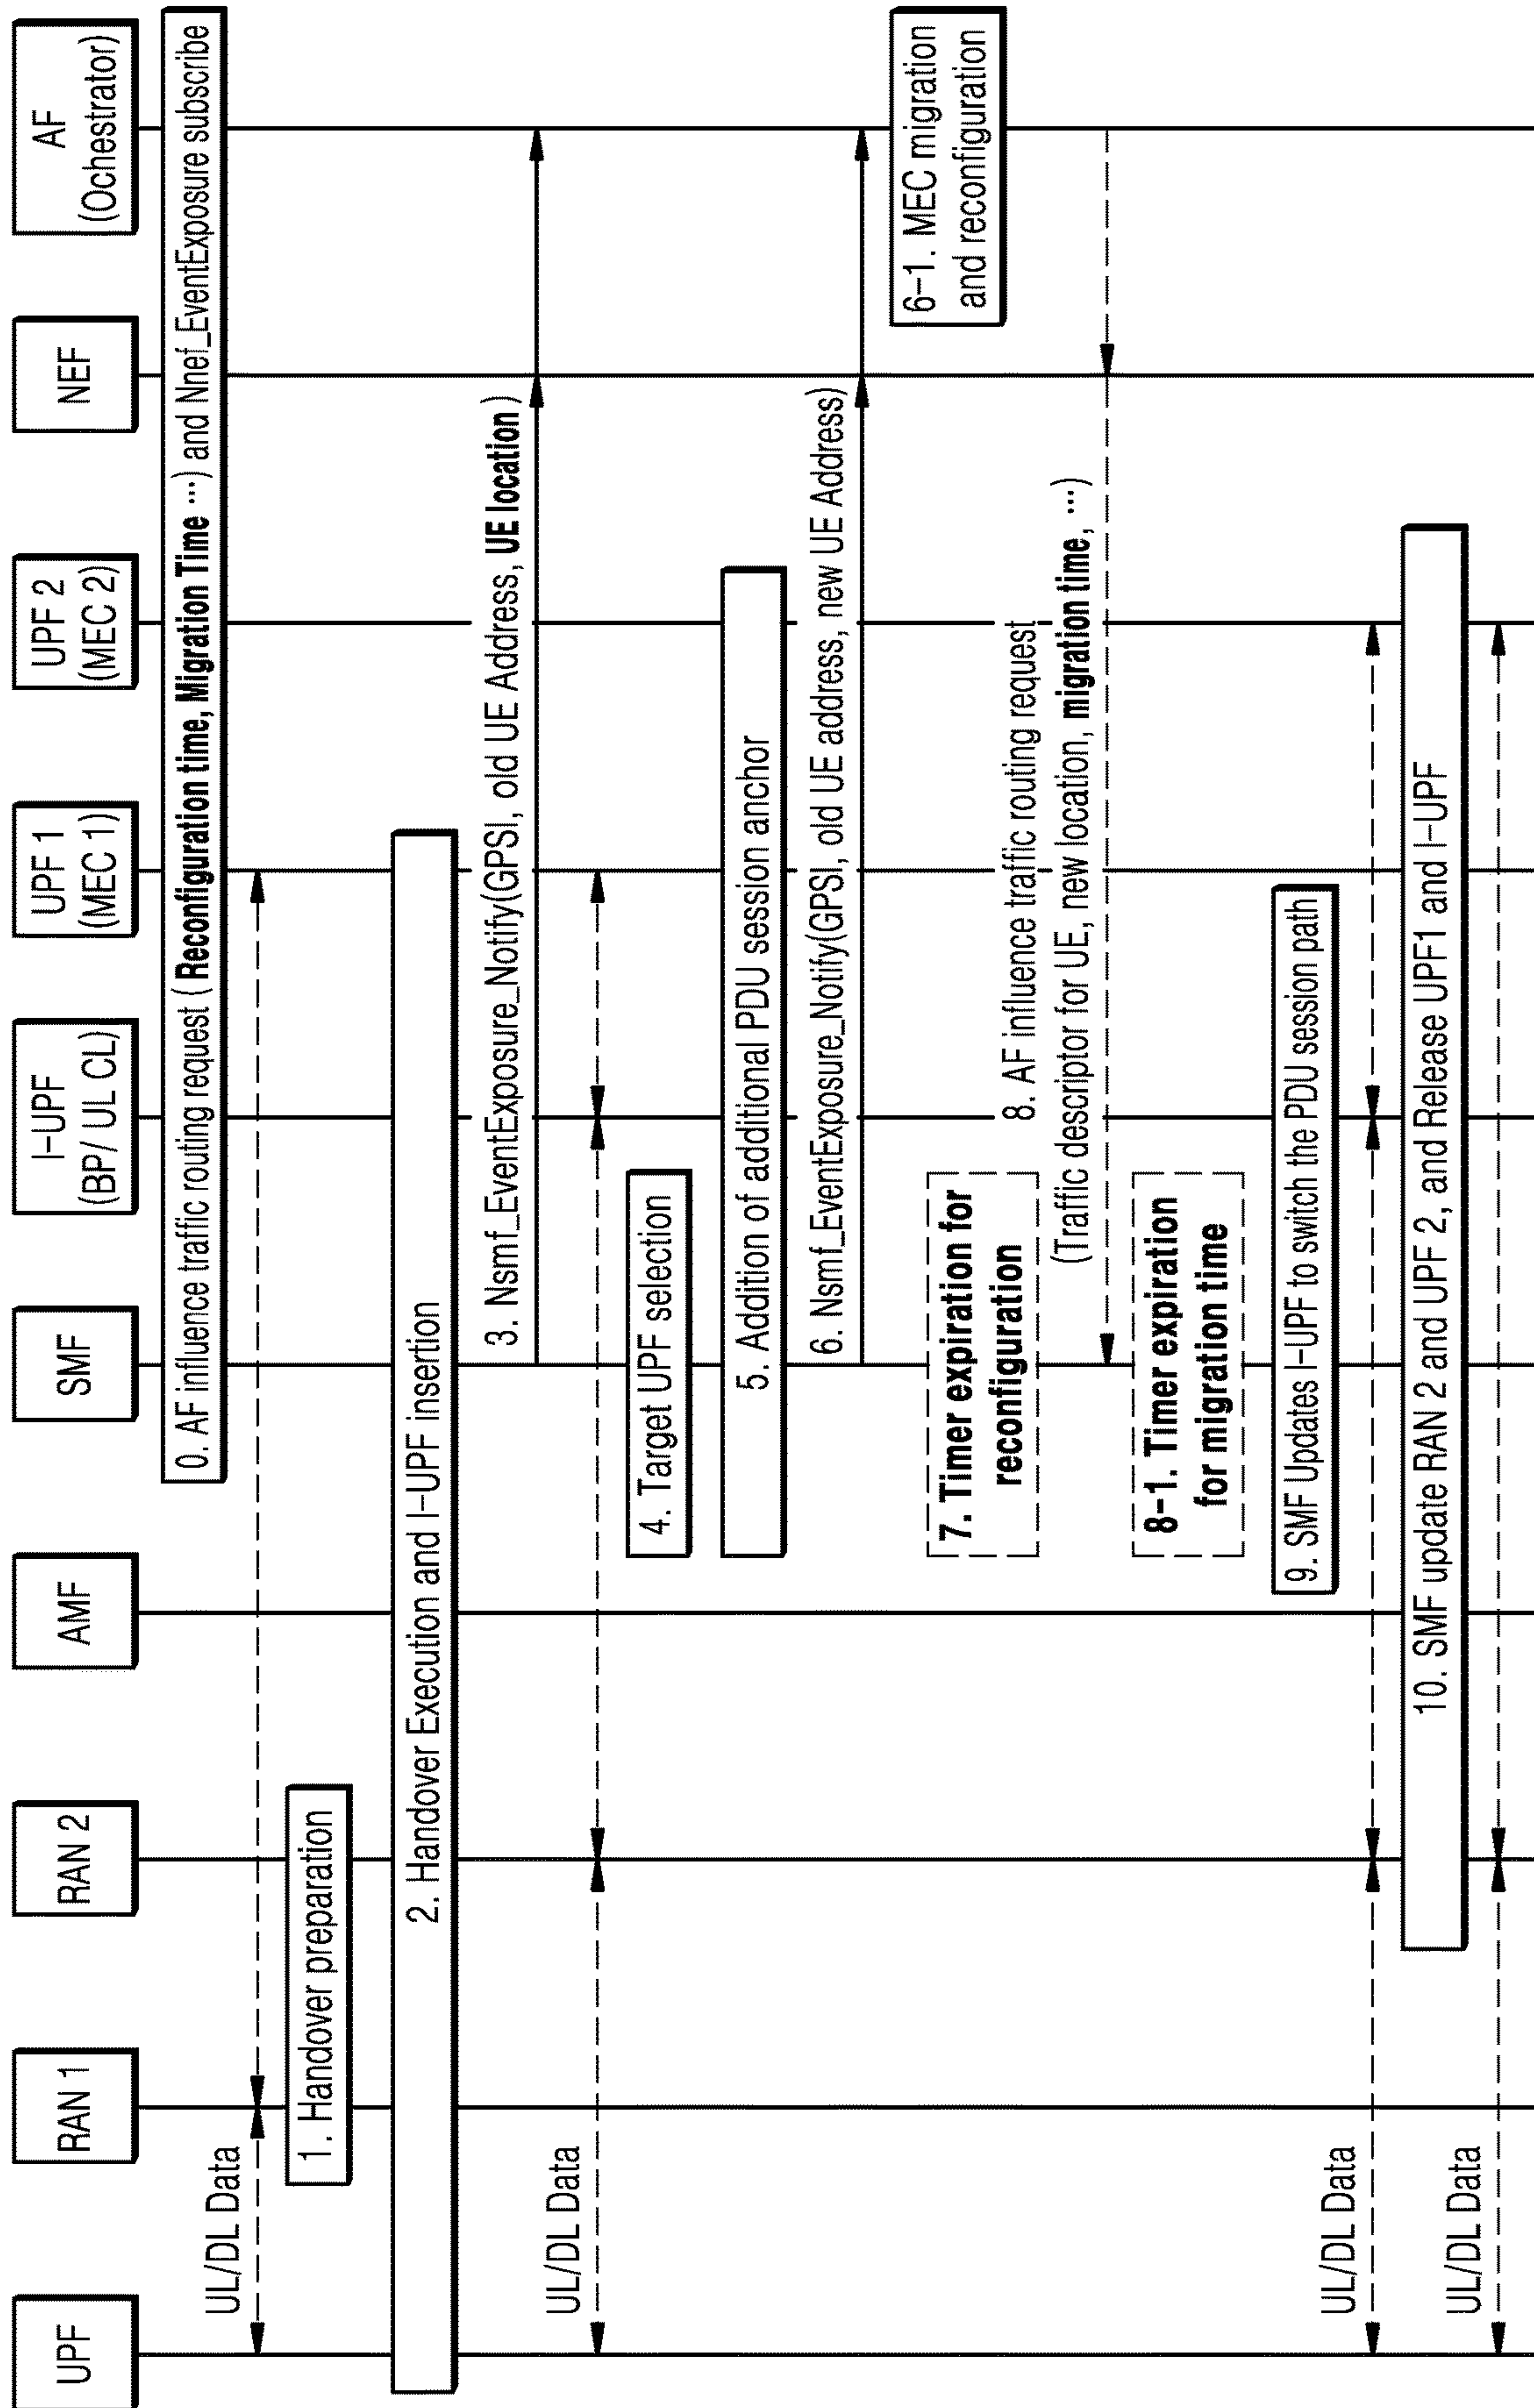 UPF
RAN 1
RAN 2
AMF
SMF
I-UPF
(BP/ UL CL)
UPF 1
(MEC 1)
UPF 2
(MEC 2)
NEF
AF
(Ochestrator)
0. AF influence traffic routing request ( Reconfiguration time, Migration Time ···) and Nnef_EventExposure subscribe
UL/DL Data
1. Handover preparation
2. Handover Execution and I-UPF insertion
3. Nsmf_EventExposure_Notify(GPSI, old UE Address, UE location)
UL/DL Data
4. Target UPF selection
5. Addition of additional PDU session anchor
6. Nsmf_EventExposure_Notify(GPSI, old UE address, new UE Address)
6-1. MEC migration
and reconfiguration
7. Timer expiration for
reconfiguration
8. AF influence traffic routing request
(Traffic descriptor for UE, new location, migration time, ···)
8-1. Timer expiration
for migration time
9. SMF Updates I-UPF to switch the PDU session path
UL/DL Data
10. SMF update RAN 2 and UPF 2, and Release UPF1 and I-UPF
UL/DL Data